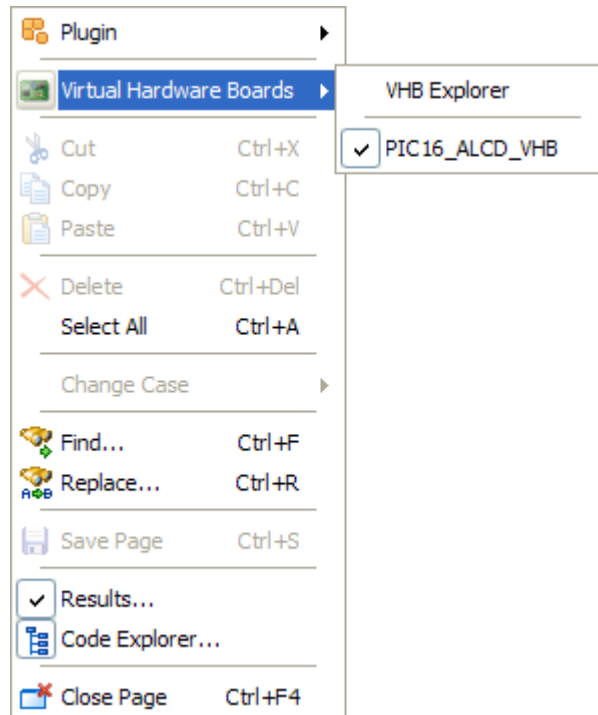 Plugin
Virtual Hardware Boards
VHB Explorer
PIC16_ALCD_VHB
Cut Ctrl+X
Copy Ctrl+C
Paste Ctrl+V
Delete Ctrl+Del
Select All Ctrl+A
Change Case
Find... Ctrl+F
Replace... Ctrl+R
Save Page Ctrl+S
Results...
Code Explorer...
Close Page Ctrl+F4